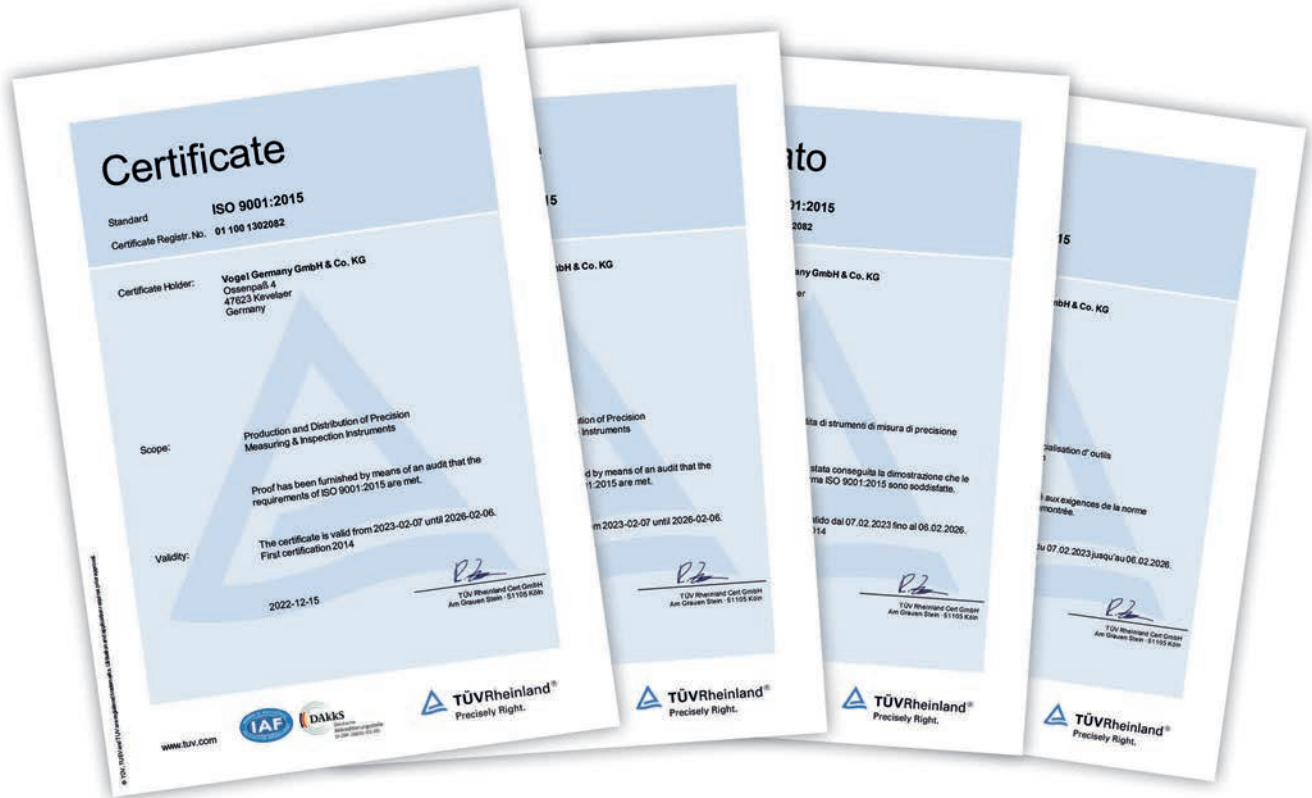 Certificate
Standard ISO 9001:2015
Certificate Registr. No. 01 100 1302082
Certificate Holder: Vogel Germany GmbH & Co. KG
Ossenpaß 4
47623 Kevelaer
Germany
Scope: Production and Distribution of Precision
Measuring & Inspection Instruments
Proof has been furnished by means of an audit that the
requirements of ISO 9001:2015 are met.
Validity: The certificate is valid from 2023-02-07 until 2026-02-06.
First certification 2014
2022-12-15
TÜV Rheinland Cert GmbH
Am Grauen Stein · 51105 Köln
www.tuv.com
IAF
DAkkS
Deutsche
Akkreditierungsstelle
TÜVRheinland®
Precisely Right.
15
GmbH & Co. KG
of Precision
Instruments
by means of an audit that the
:2015 are met.
2023-02-07 until 2026-02-06.
TÜV Rheinland Cert GmbH
Am Grauen Stein · 51105 Köln
TÜVRheinland®
Precisely Right.
ato
01:2015
2082
any GmbH & Co. KG
er
ita di strumenti di misura di precisione
stata conseguita la dimostrazione che le
ma ISO 9001:2015 sono soddisfatte.
lido dal 07.02.2023 fino al 06.02.2026.
014
TÜV Rheinland Cert GmbH
Am Grauen Stein · 51105 Köln
TÜVRheinland®
Precisely Right.
15
mbH & Co. KG
cialisation d' outils
aux exigences de la norme
montrée.
du 07.02.2023 jusqu'au 06.02.2026.
TÜV Rheinland Cert GmbH
Am Grauen Stein · 51105 Köln
TÜVRheinland®
Precisely Right.